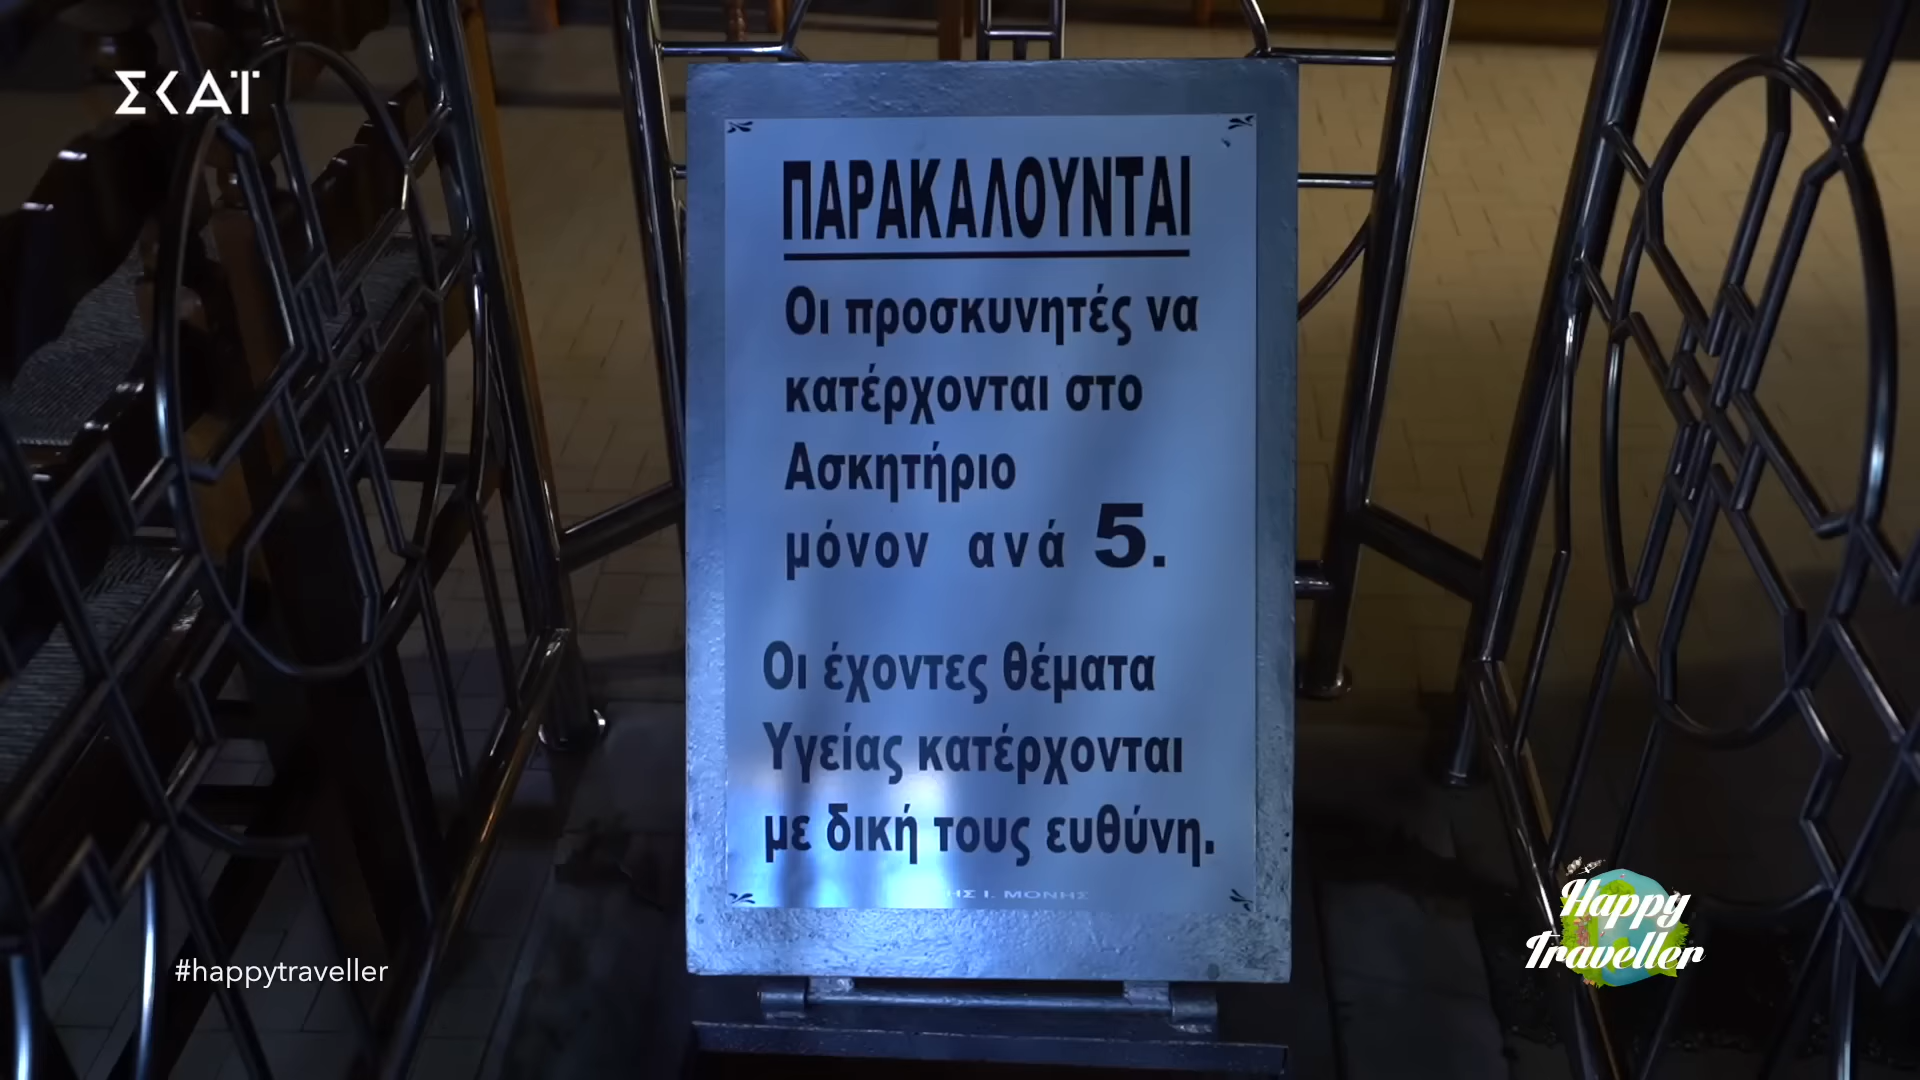 ΣΚΑΪ
ΠΑΡΑΚΑΛΟΥΝΤΑΙ
Οι προσκυνητές να
κατέρχονται στο
Ασκητήριο
μόνον ανά 5.
Οι έχοντες θέματα
Υγείας κατέρχονται
με δική τους ευθύνη.
Ι. ΜΟΝΗΣ
#happytraveller
Happy
Traveller